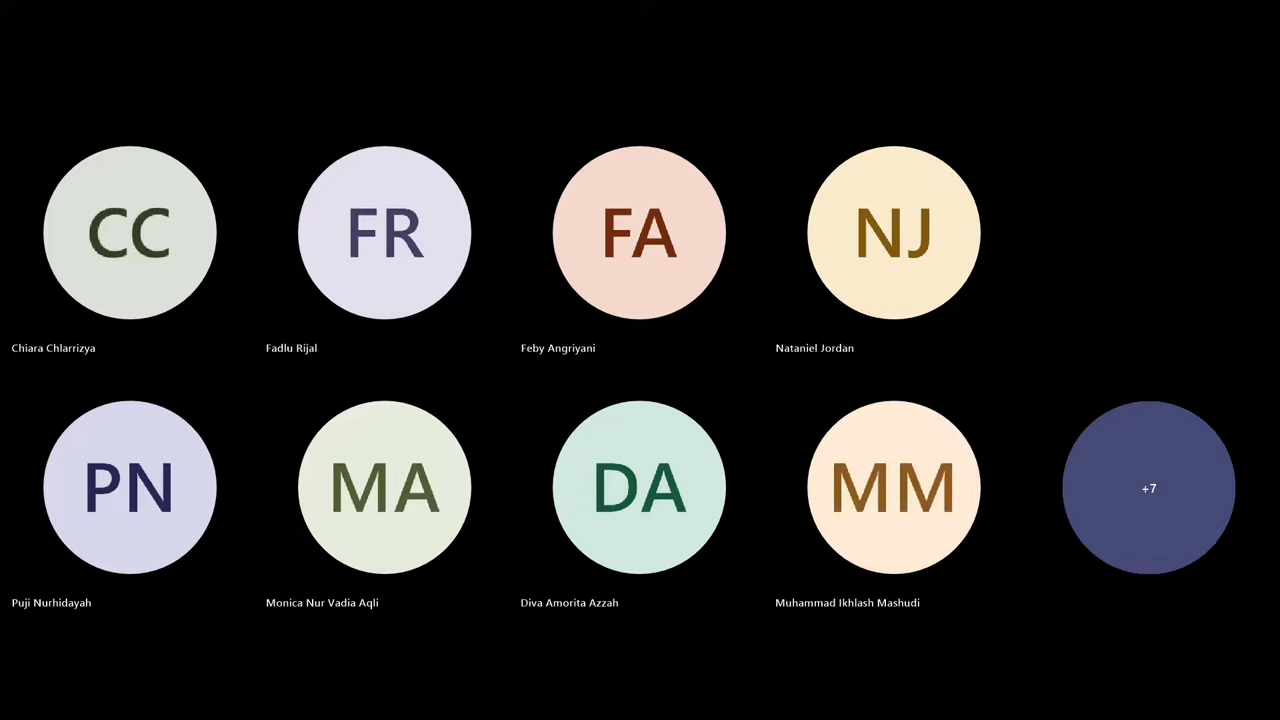 CC
FR
FA
NJ
Chiara Chlarrizya
Fadlu Rijal
Feby Angriyani
Nataniel Jordan
PN
MA
DA
MM
+7
Puji Nurhidayah
Monica Nur Vadia Aqli
Diva Amorita Azzah
Muhammad Ikhlash Mashudi